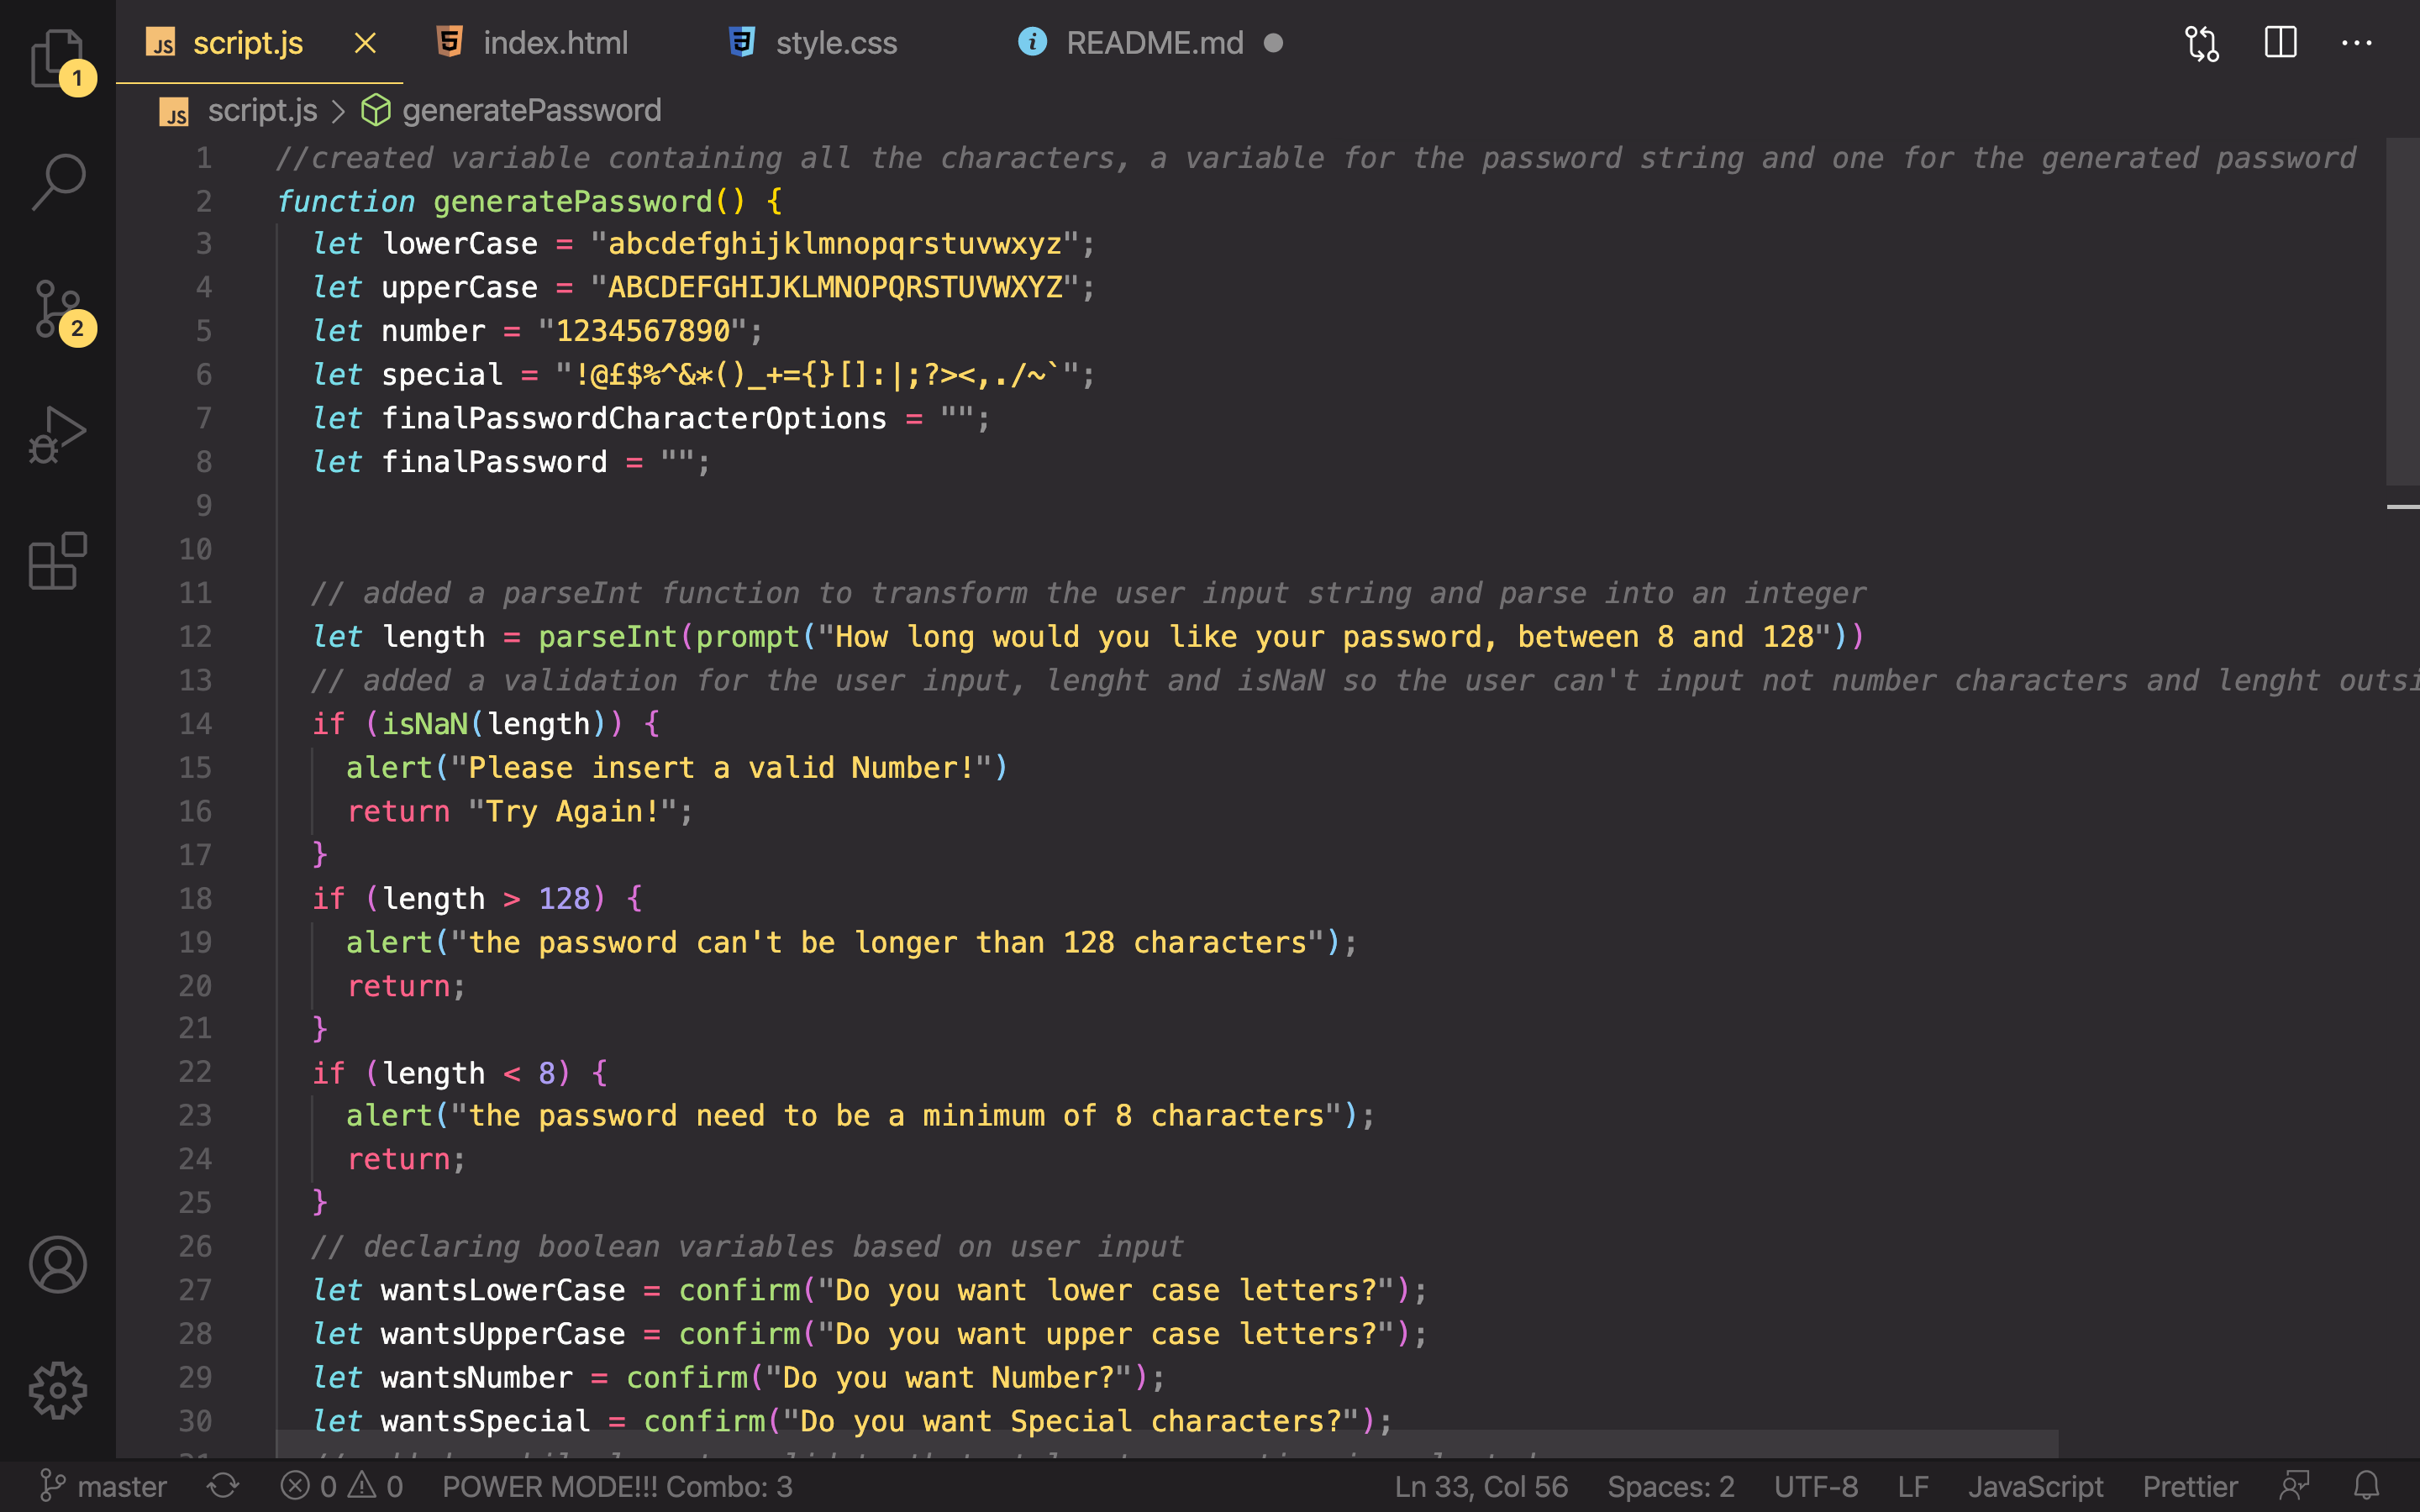 script.js
index.html
style.css
README.md
1
JS script.js > generatePassword
1 //created variable containing all the characters, a variable for the password string and one for the generated password
2 function generatePassword() {
3 let lowerCase = "abcdefghijklmnopqrstuvwxyz";
4 let upperCase = "ABCDEFGHIJKLMNOPQRSTUVWXYZ";
5 let number = "1234567890";
6 let special = "!@£$%^&*()_+={}[]:|;?><,./~`";
7 let finalPasswordCharacterOptions = "";
8 let finalPassword = "";
9
10
11 // added a parseInt function to transform the user input string and parse into an integer
12 let length = parseInt(prompt("How long would you like your password, between 8 and 128"))
13 // added a validation for the user input, lenght and isNaN so the user can't input not number characters and lenght outsi
14 if (isNaN(length)) {
15 alert("Please insert a valid Number!")
16 return "Try Again!";
17 }
18 if (length > 128) {
19 alert("the password can't be longer than 128 characters");
20 return;
21 }
22 if (length < 8) {
23 alert("the password need to be a minimum of 8 characters");
24 return;
25 }
26 // declaring boolean variables based on user input
27 let wantsLowerCase = confirm("Do you want lower case letters?");
28 let wantsUpperCase = confirm("Do you want upper case letters?");
29 let wantsNumber = confirm("Do you want Number?");
30 let wantsSpecial = confirm("Do you want Special characters?");
2
master 0 0 POWER MODE!!! Combo: 3 Ln 33, Col 56 Spaces: 2 UTF-8 LF JavaScript Prettier